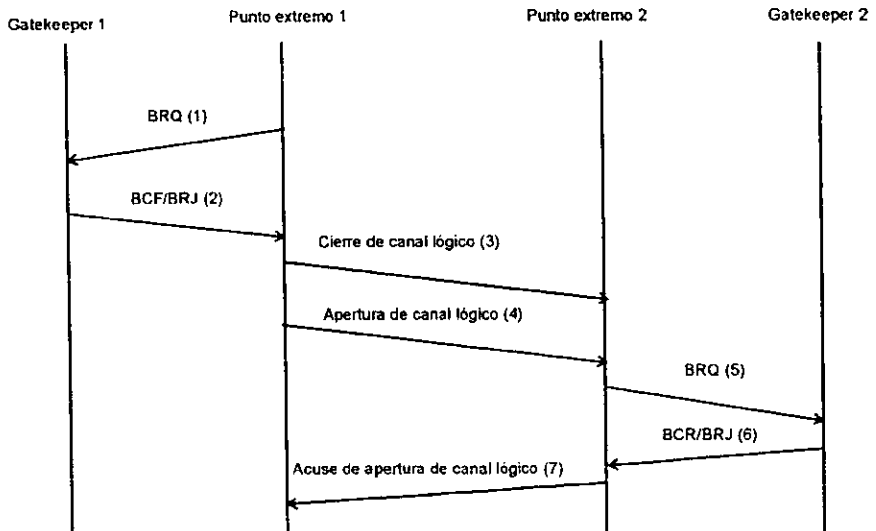 Gatekeeper 1
Punto extremo 1
Punto extremo 2
Gatekeeper 2
BRQ (1)
BCF/BRJ (2)
Cierre de canal lógico (3)
Apertura de canal lógico (4)
BRQ (5)
BCR/BRJ (6)
Acuse de apertura de canal lógico (7)